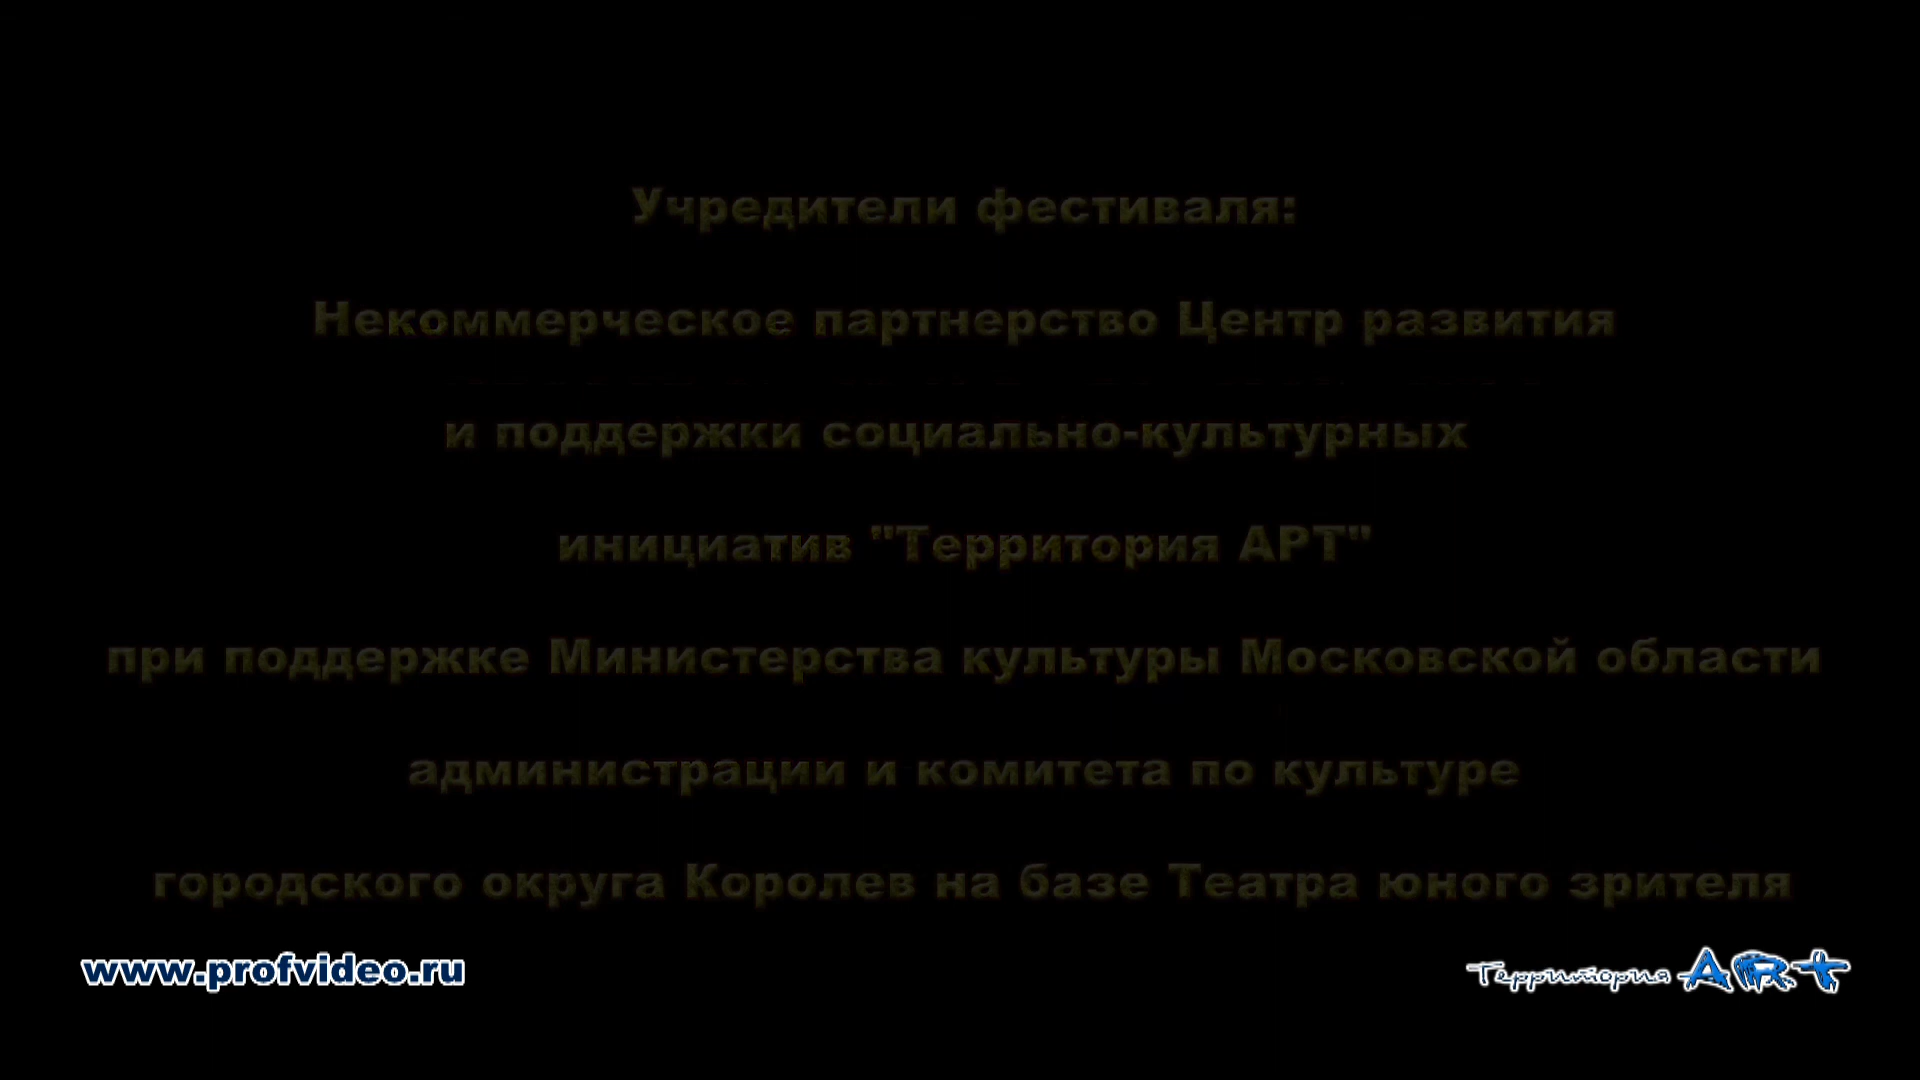 Учредители фестиваля:
Некоммерческое партнерство Центр развития
и поддержки социально-культурных
инициатив "Территория АРТ"
при поддержке Министерства культуры Московской области
администрации и комитета по культуре
городского округа Королев на базе Театра юного зрителя
www.profvideo.ru
Территория ARt